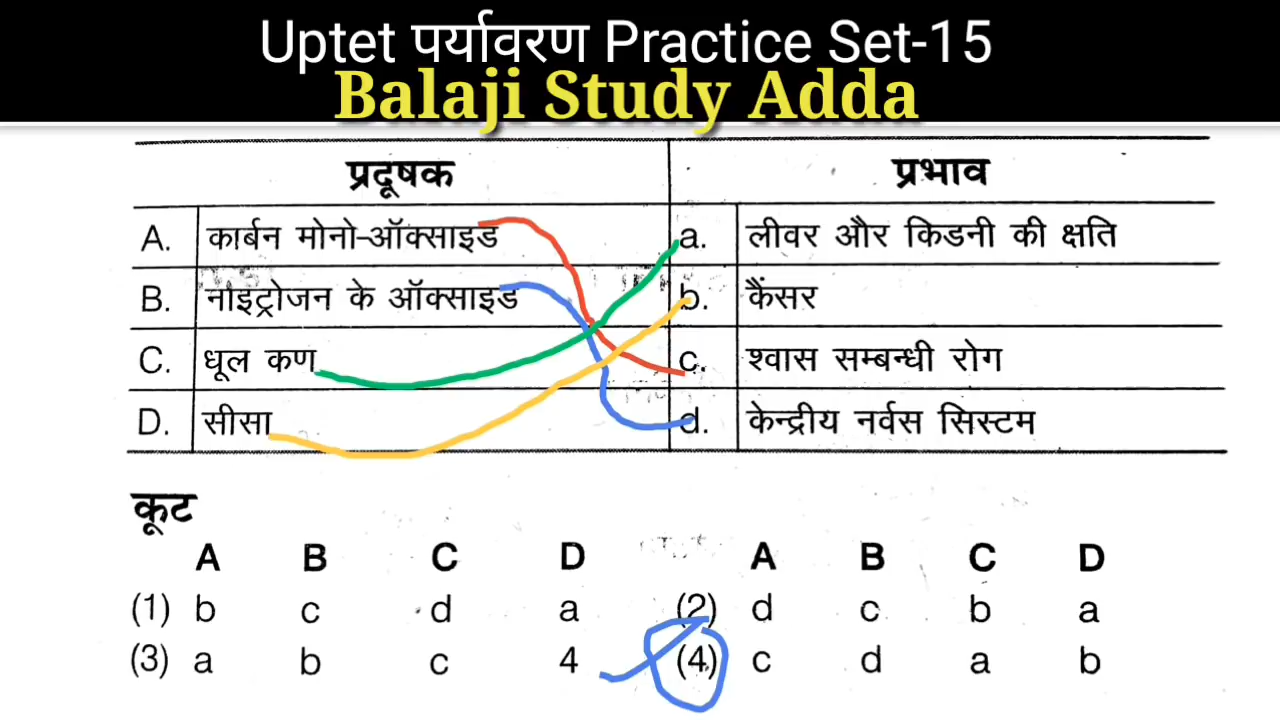 Uptet पर्यावरण Practice Set-15
Balaji Study Adda
प्रदूषक प्रभाव
A. कार्बन मोनो-ऑक्साइड a. लीवर और किडनी की क्षति
B. नाइट्रोजन के ऑक्साइड b. कैंसर
C. धूल कण c. श्वास सम्बन्धी रोग
D. सीसा d. केन्द्रीय नर्वस सिस्टम
कूट
A B C D A B C D
(1) b c d a (2) d c b a
(3) a b c 4 (4) c d a b